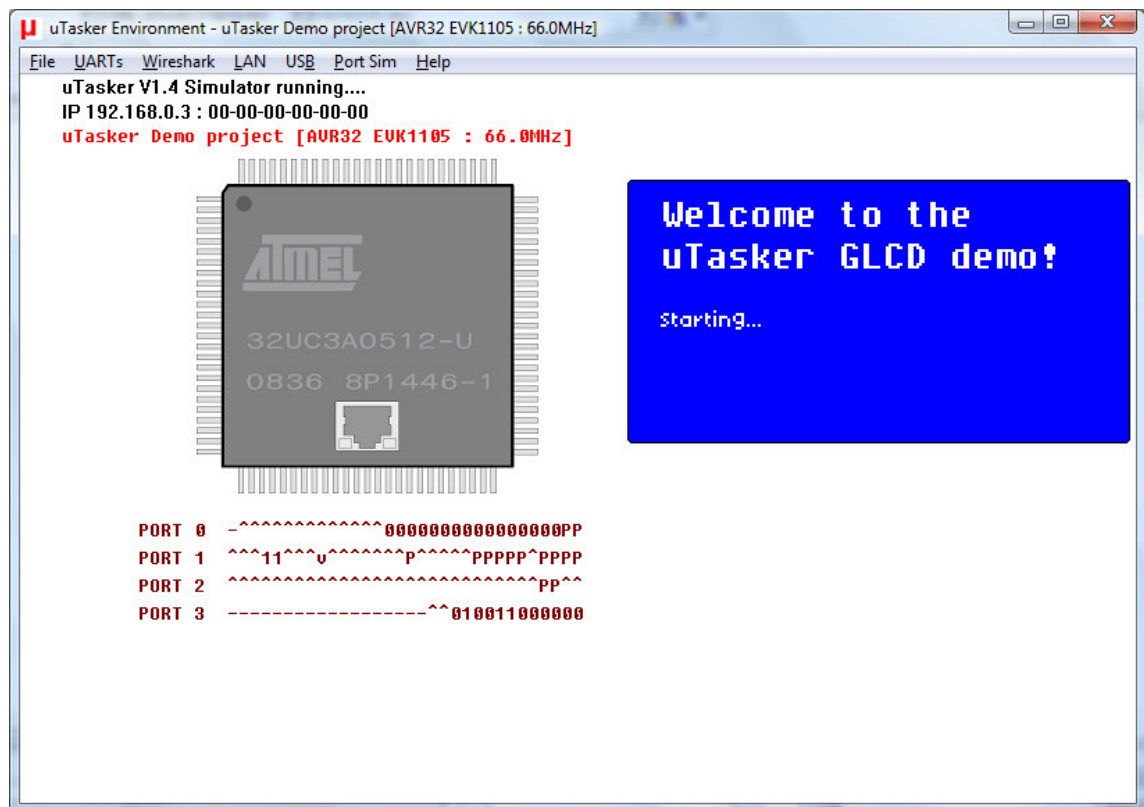 uTasker Environment - uTasker Demo project [AVR32 EVK1105 : 66.0MHz]
File UARTs Wireshark LAN USB Port Sim Help
uTasker V1.4 Simulator running....
IP 192.168.0.3 : 00-00-00-00-00-00
uTasker Demo project [AVR32 EVK1105 : 66.0MHz]
ATMEL
32UC3A0512-U
0836 8P1446-1
Welcome to the
uTasker GLCD demo!
Starting...
PORT 0 -^^^^^^^^^^^^^0000000000000000PP
PORT 1 ^^^11^^^v^^^^^^^P^^^^^PPPPP^PPPP
PORT 2 ^^^^^^^^^^^^^^^^^^^^^^^^^^^^PP^^
PORT 3 ------------------^^010011000000